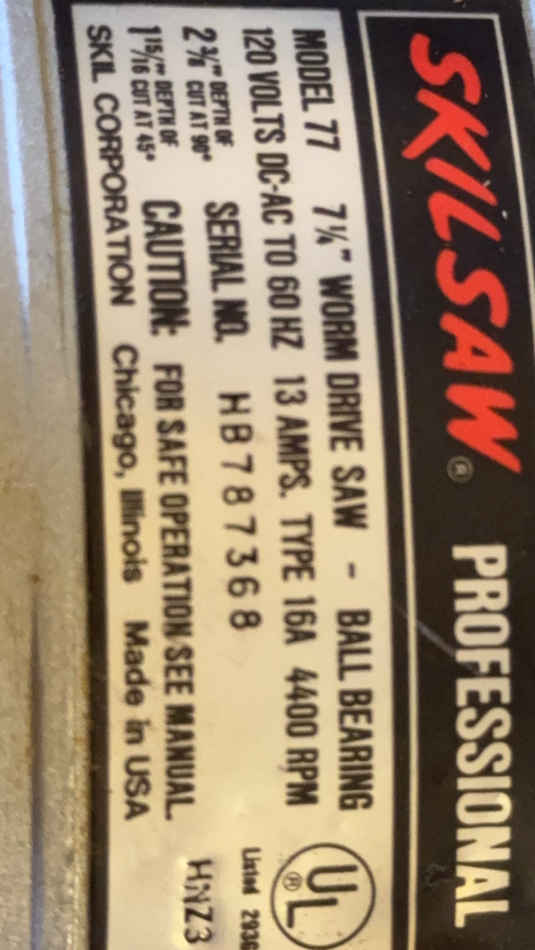 SKILSAW® PROFESSIONAL
MODEL 77 7¼" WORM DRIVE SAW - BALL BEARING
120 VOLTS DC-AC TO 60 HZ 13 AMPS. TYPE 16A 4400 RPM
2⅜" DEPTH OF CUT AT 90° SERIAL NO. HB787368
1 15/16" DEPTH OF CUT AT 45° CAUTION: FOR SAFE OPERATION SEE MANUAL.
SKIL CORPORATION Chicago, Illinois Made in USA
UL®
Listed 293G
HNZ3